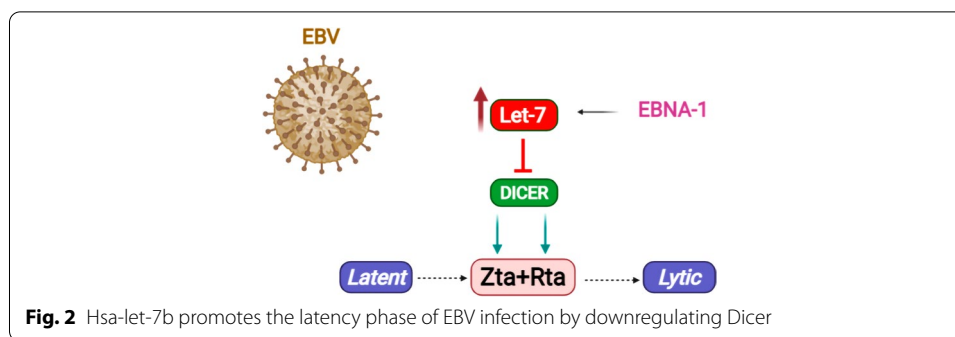 EBV
Let-7
EBNA-1
DICER
Latent
Zta+Rta
Lytic
Fig. 2 Hsa-let-7b promotes the latency phase of EBV infection by downregulating Dicer